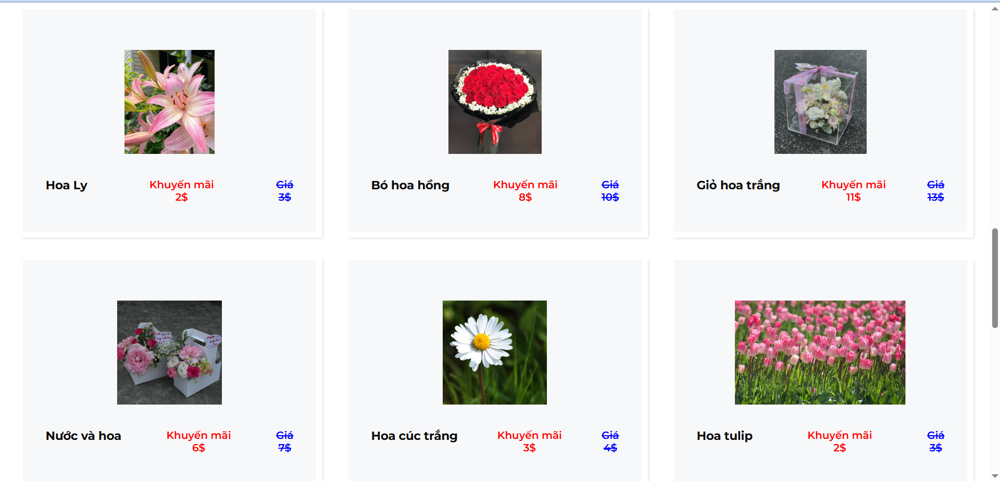 Hoa Ly
Khuyến mãi
2$
Giá
3$
Bó hoa hồng
Khuyến mãi
8$
Giá
10$
Giỏ hoa trắng
Khuyến mãi
11$
Giá
13$
Nước và hoa
Khuyến mãi
6$
Giá
7$
Hoa cúc trắng
Khuyến mãi
3$
Giá
4$
Hoa tulip
Khuyến mãi
2$
Giá
3$